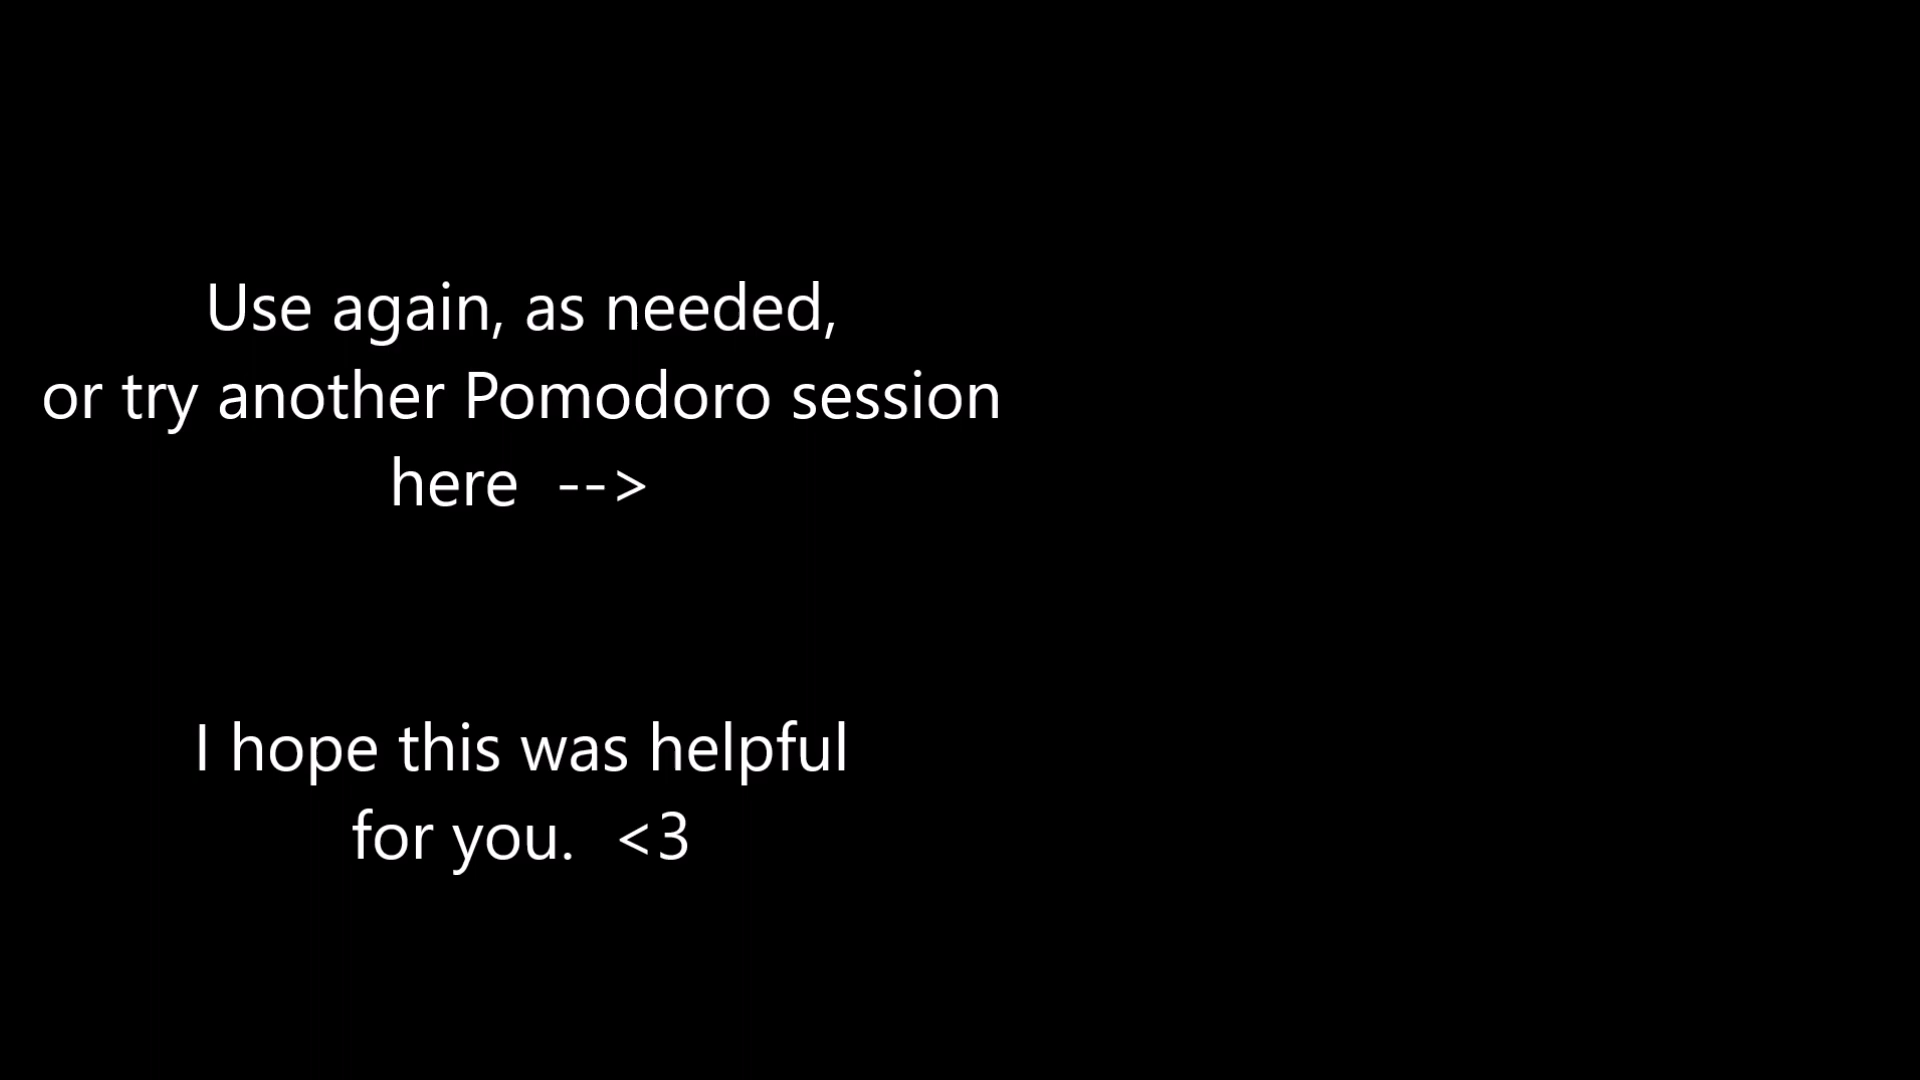 Use again, as needed,
or try another Pomodoro session
here  -->
I hope this was helpful
for you.  <3